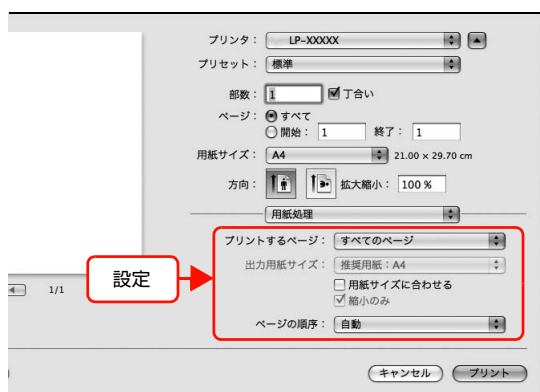 プリンタ： LP-XXXXX
プリセット： 標準
部数： 1 丁合い
ページ： すべて
開始： 1 終了： 1
用紙サイズ： A4 21.00 x 29.70 cm
方向： 拡大縮小： 100 %
用紙処理
プリントするページ： すべてのページ
出力用紙サイズ： 推奨用紙：A4
用紙サイズに合わせる
縮小のみ
ページの順序： 自動
設定
1/1
キャンセル プリント